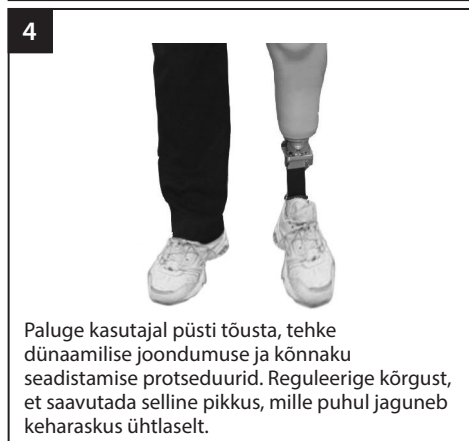 4
Paluge kasutajal püsti tõusta, tehke
dünaamilise joondumuse ja kõnnaku
seadistamise protseduurid. Reguleerige kõrgust,
et saavutada selline pikkus, mille puhul jaguneb
keharaskus ühtlaselt.